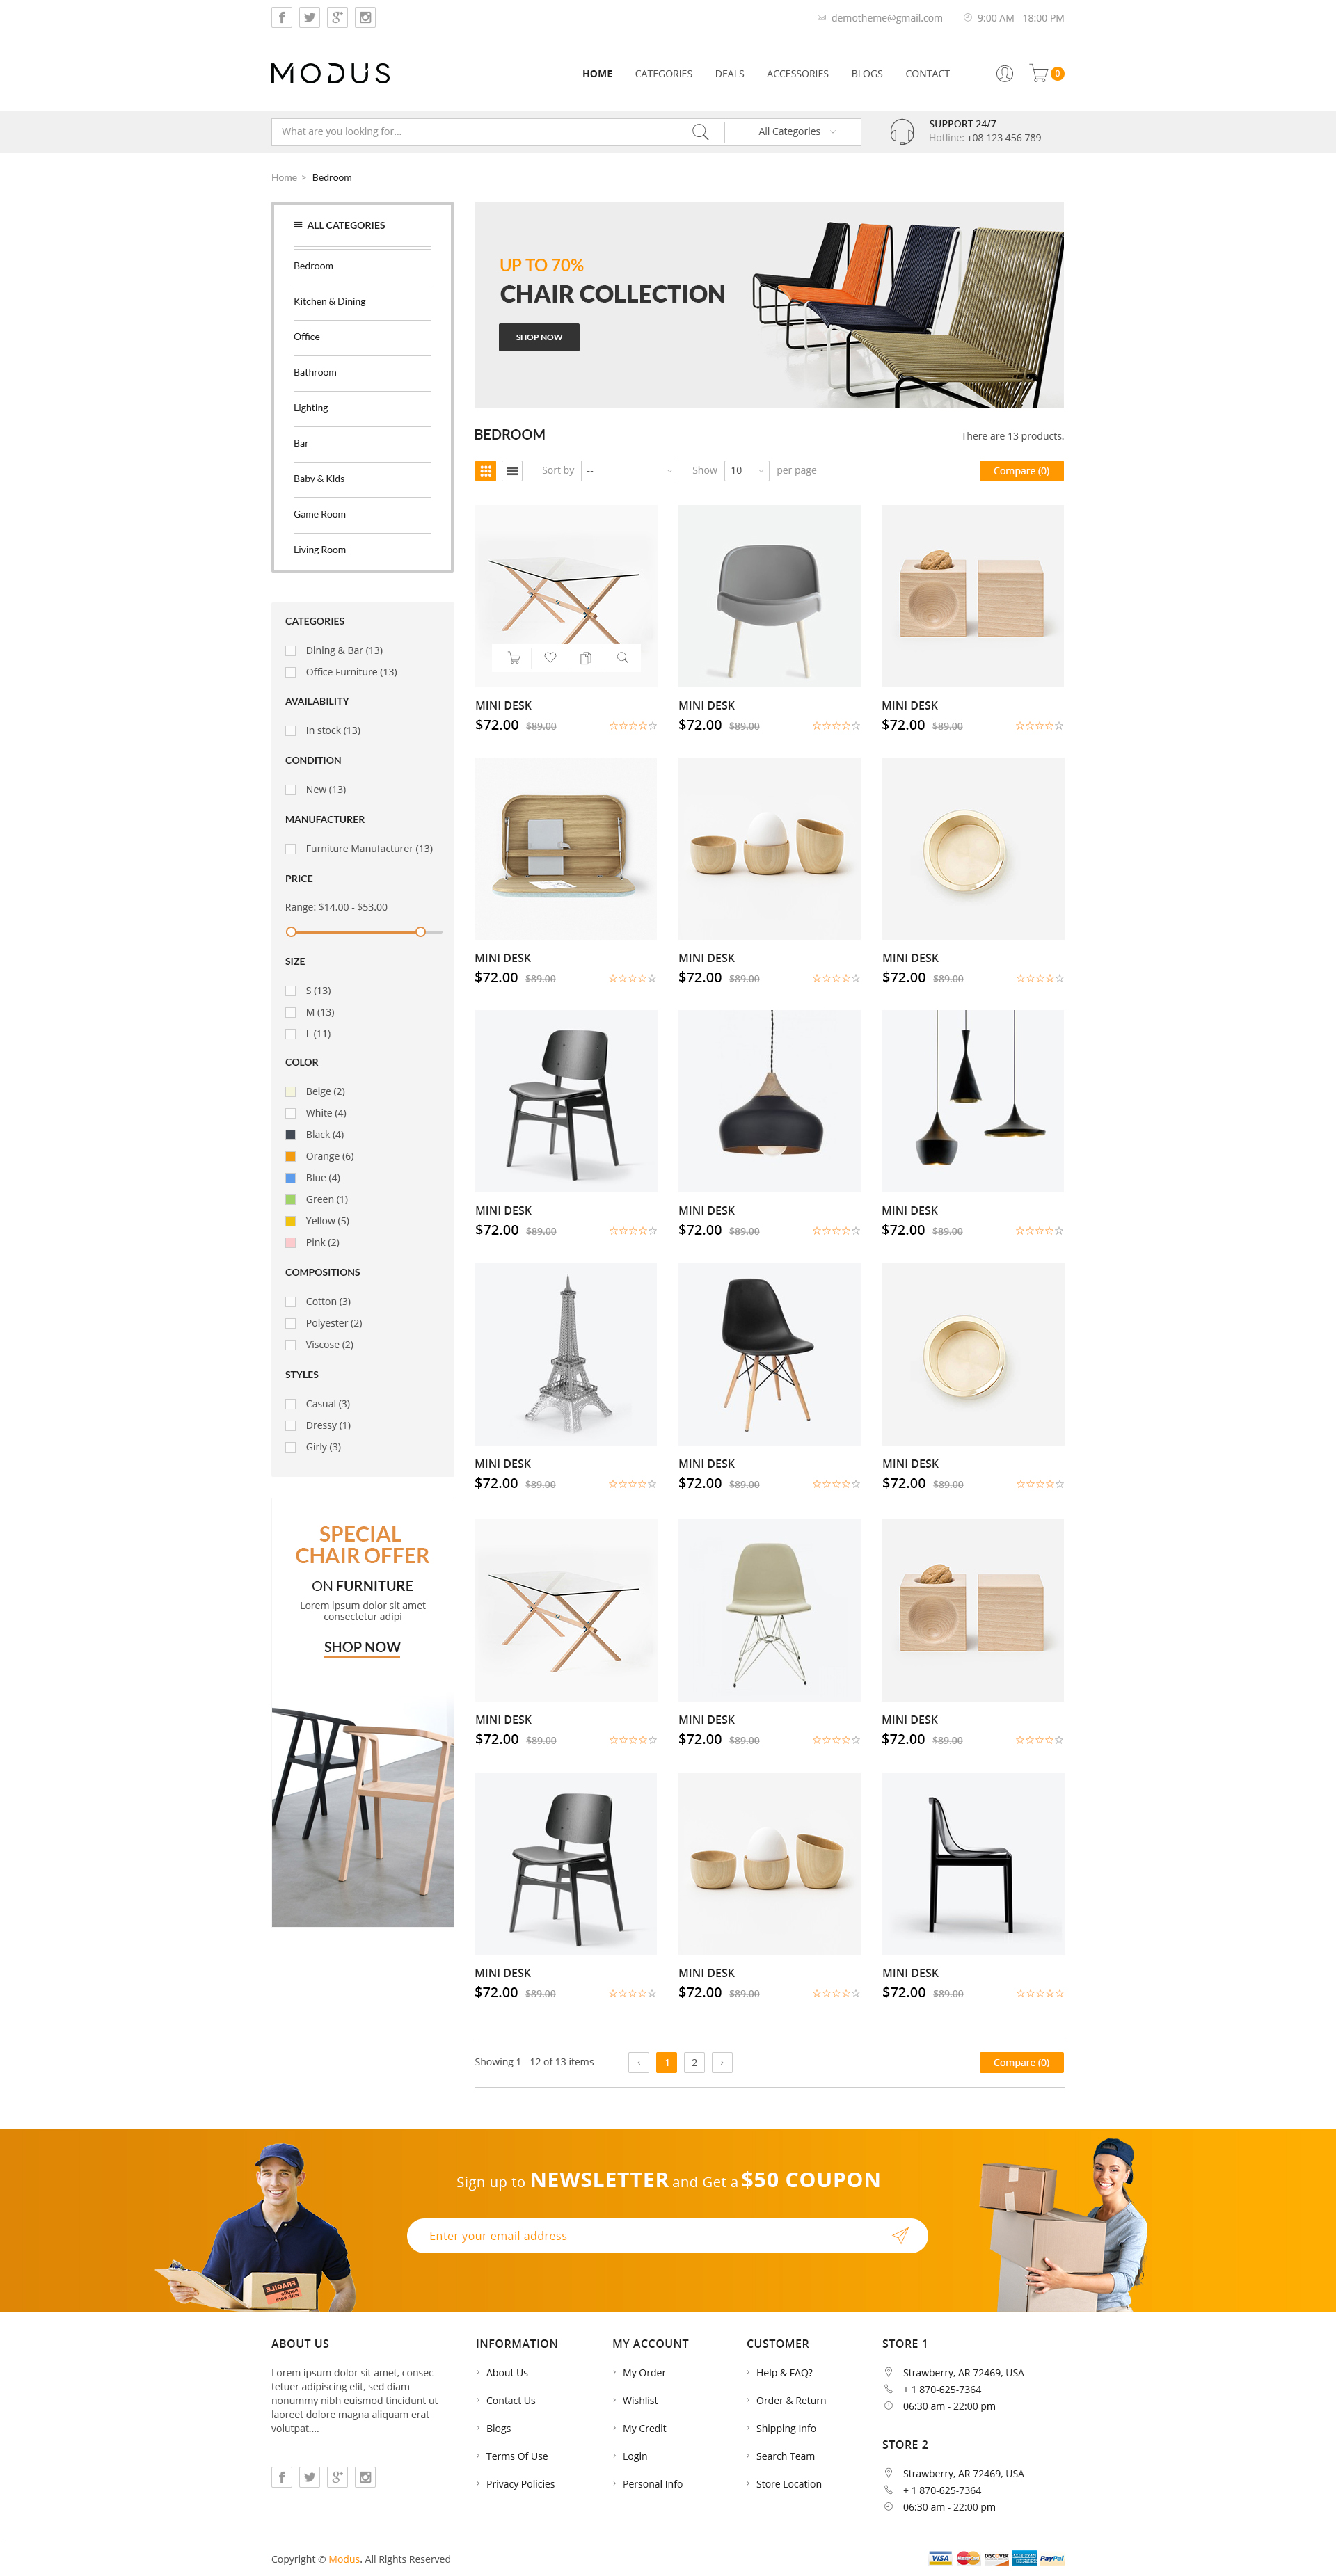 demotheme@gmail.com 9:00 AM - 18:00 PM
MODUS
HOME CATEGORIES DEALS ACCESSORIES BLOGS CONTACT 0
What are you looking for... All Categories
SUPPORT 24/7
Hotline: +08 123 456 789
Home > Bedroom
ALL CATEGORIES
Bedroom
Kitchen & Dining
Office
Bathroom
Lighting
Bar
Baby & Kids
Game Room
Living Room
CATEGORIES
Dining & Bar (13)
Office Furniture (13)
AVAILABILITY
In stock (13)
CONDITION
New (13)
MANUFACTURER
Furniture Manufacturer (13)
PRICE
Range: $14.00 - $53.00
SIZE
S (13)
M (13)
L (11)
COLOR
Beige (2)
White (4)
Black (4)
Orange (6)
Blue (4)
Green (1)
Yellow (5)
Pink (2)
COMPOSITIONS
Cotton (3)
Polyester (2)
Viscose (2)
STYLES
Casual (3)
Dressy (1)
Girly (3)
SPECIAL
CHAIR OFFER
ON FURNITURE
Lorem ipsum dolor sit amet
consectetur adipi
SHOP NOW
UP TO 70%
CHAIR COLLECTION
SHOP NOW
BEDROOM
There are 13 products.
Sort by -- Show 10 per page Compare (0)
MINI DESK MINI DESK MINI DESK
$72.00 $89.00 $72.00 $89.00 $72.00 $89.00
MINI DESK MINI DESK MINI DESK
$72.00 $89.00 $72.00 $89.00 $72.00 $89.00
MINI DESK MINI DESK MINI DESK
$72.00 $89.00 $72.00 $89.00 $72.00 $89.00
MINI DESK MINI DESK MINI DESK
$72.00 $89.00 $72.00 $89.00 $72.00 $89.00
MINI DESK MINI DESK MINI DESK
$72.00 $89.00 $72.00 $89.00 $72.00 $89.00
MINI DESK MINI DESK MINI DESK
$72.00 $89.00 $72.00 $89.00 $72.00 $89.00
Showing 1 - 12 of 13 items ‹ 1 2 › Compare (0)
Sign up to NEWSLETTER and Get a $50 COUPON
Enter your email address
FRAGILE
handle
with care
ABOUT US
Lorem ipsum dolor sit amet, consec-
tetuer adipiscing elit, sed diam
nonummy nibh euismod tincidunt ut
laoreet dolore magna aliquam erat
volutpat....
INFORMATION
About Us
Contact Us
Blogs
Terms Of Use
Privacy Policies
MY ACCOUNT
My Order
Wishlist
My Credit
Login
Personal Info
CUSTOMER
Help & FAQ?
Order & Return
Shipping Info
Search Team
Store Location
STORE 1
Strawberry, AR 72469, USA
+ 1 870-625-7364
06:30 am - 22:00 pm
STORE 2
Strawberry, AR 72469, USA
+ 1 870-625-7364
06:30 am - 22:00 pm
Copyright © Modus. All Rights Reserved
VISA MasterCard DISCOVER AMERICAN EXPRESS PayPal